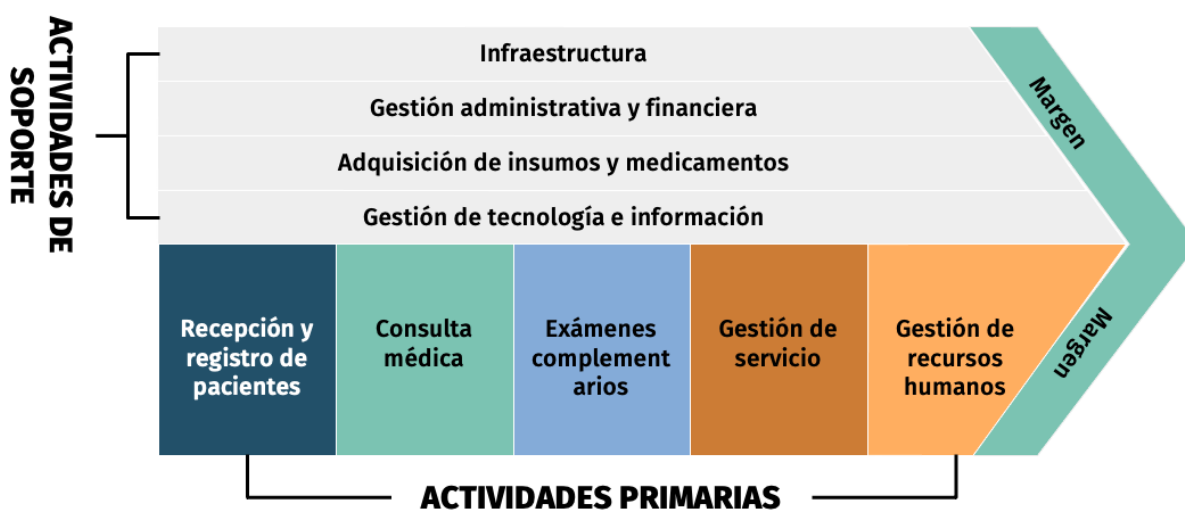 ACTIVIDADES DE
SOPORTE
Infraestructura
Gestión administrativa y financiera
Adquisición de insumos y medicamentos
Gestión de tecnología e información
Margen
Recepción y
registro de
pacientes
Consulta
médica
Exámenes
complement
arios
Gestión de
servicio
Gestión de
recursos
humanos
Margen
ACTIVIDADES PRIMARIAS